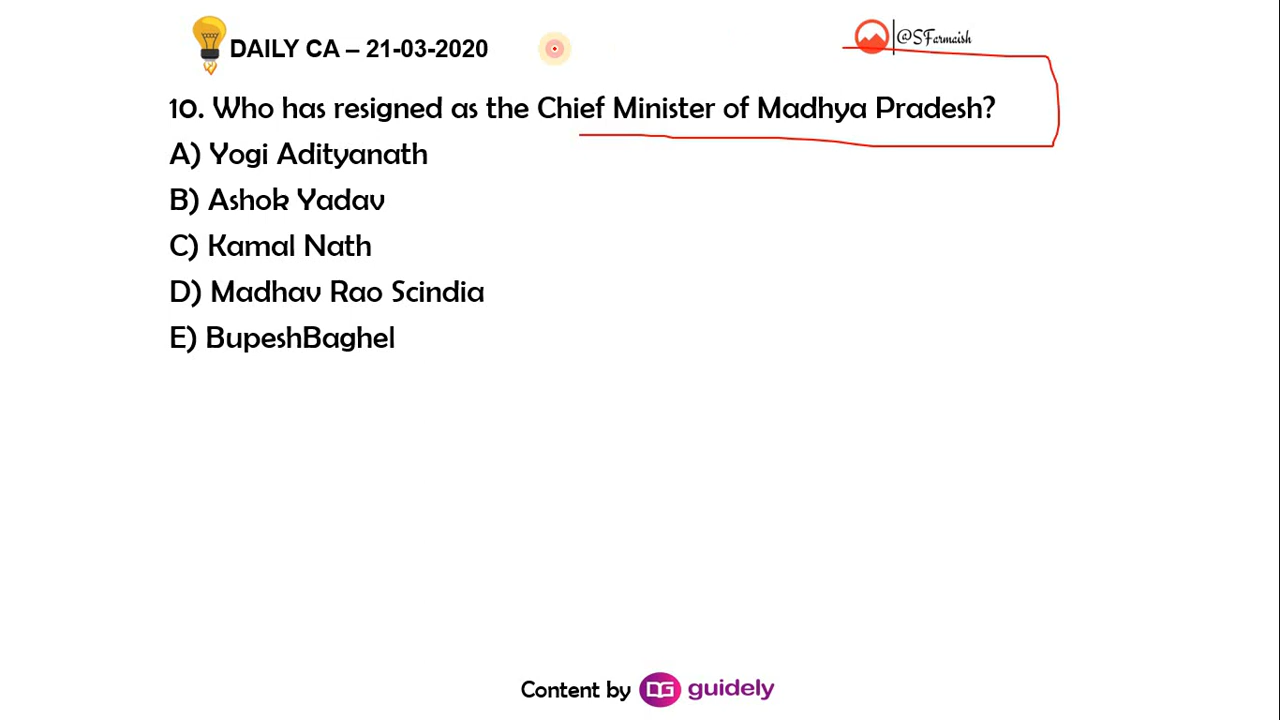 DAILY CA – 21-03-2020
@SFarmaish
10. Who has resigned as the Chief Minister of Madhya Pradesh?
A) Yogi Adityanath
B) Ashok Yadav
C) Kamal Nath
D) Madhav Rao Scindia
E) BupeshBaghel
Content by DG guidely